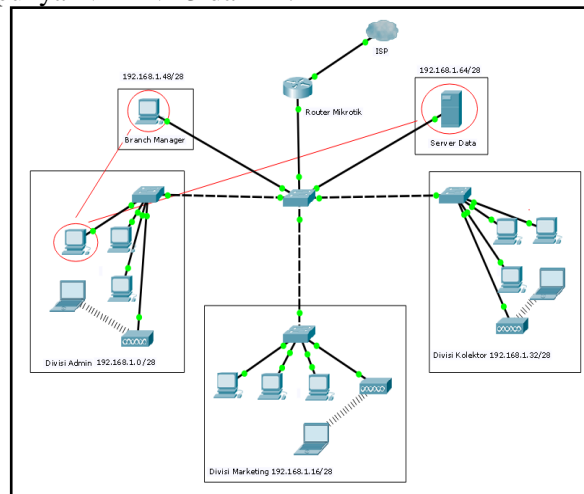 ISP
192.168.1.48/28
192.168.1.64/28
Router Mikrotik
Branch Manager
Server Data
Divisi Admin 192.168.1.0/28
Divisi Kolektor 192.168.1.32/28
Divisi Marketing 192.168.1.16/28